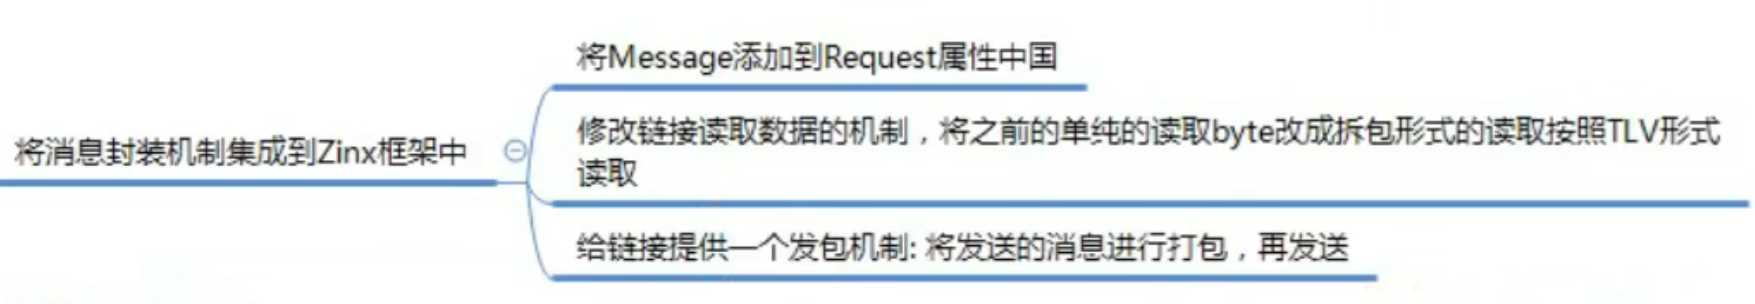 将Message添加到Request属性中国
修改链接读取数据的机制，将之前的单纯的读取byte改成拆包形式的读取按照TLV形式
读取
将消息封装机制集成到Zinx框架中
给链接提供一个发包机制: 将发送的消息进行打包，再发送